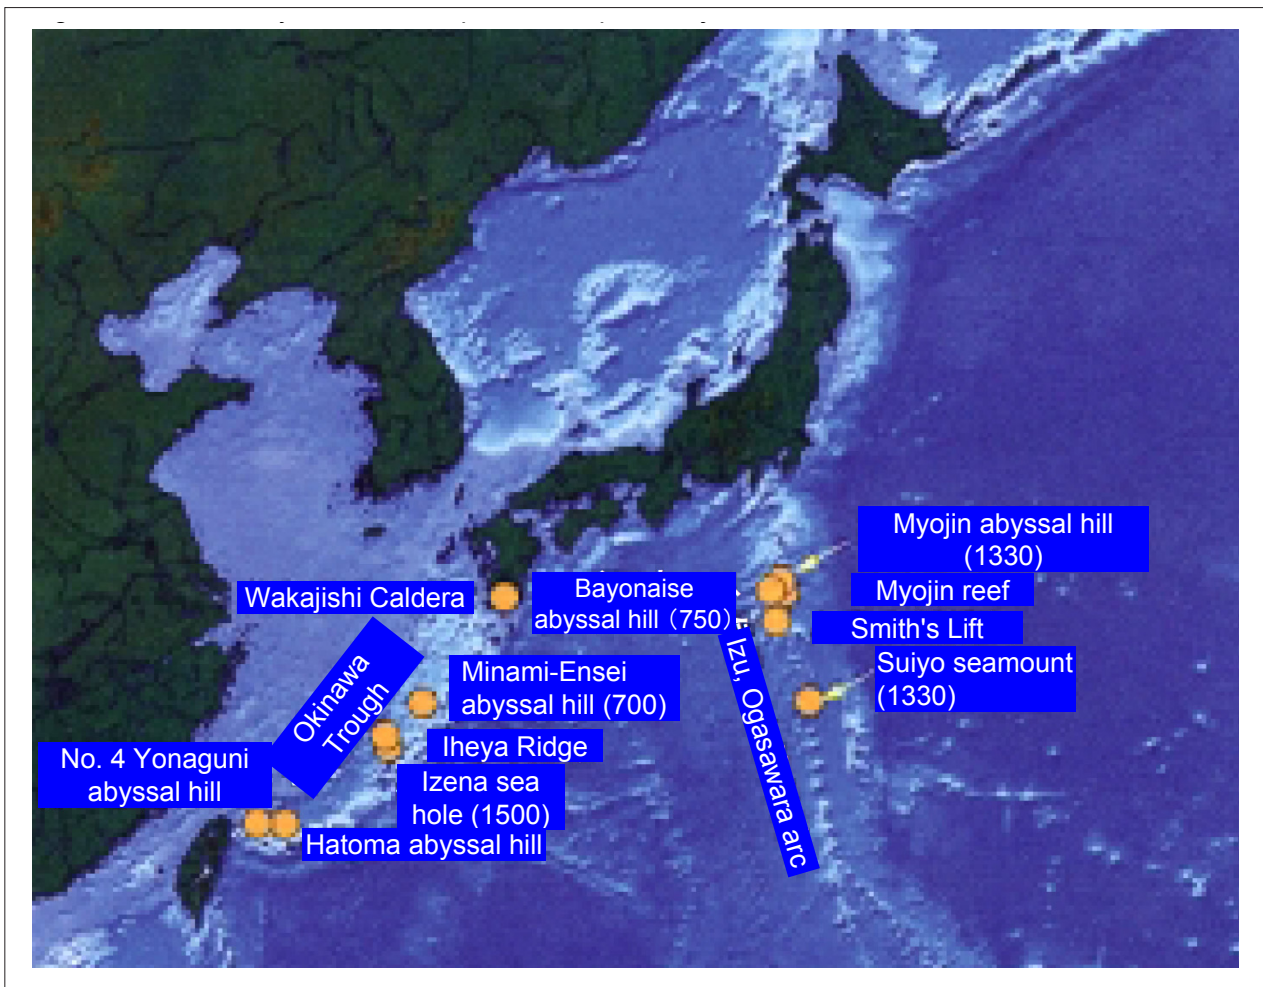 Myojin abyssal hill
(1330)
Wakajishi Caldera
Bayonaise
abyssal hill (750)
Myojin reef
Smith's Lift
Okinawa
Trough
Minami-Ensei
abyssal hill (700)
Izu, Ogasawara arc
Suiyo seamount
(1330)
No. 4 Yonaguni
abyssal hill
Iheya Ridge
Izena sea
hole (1500)
Hatoma abyssal hill